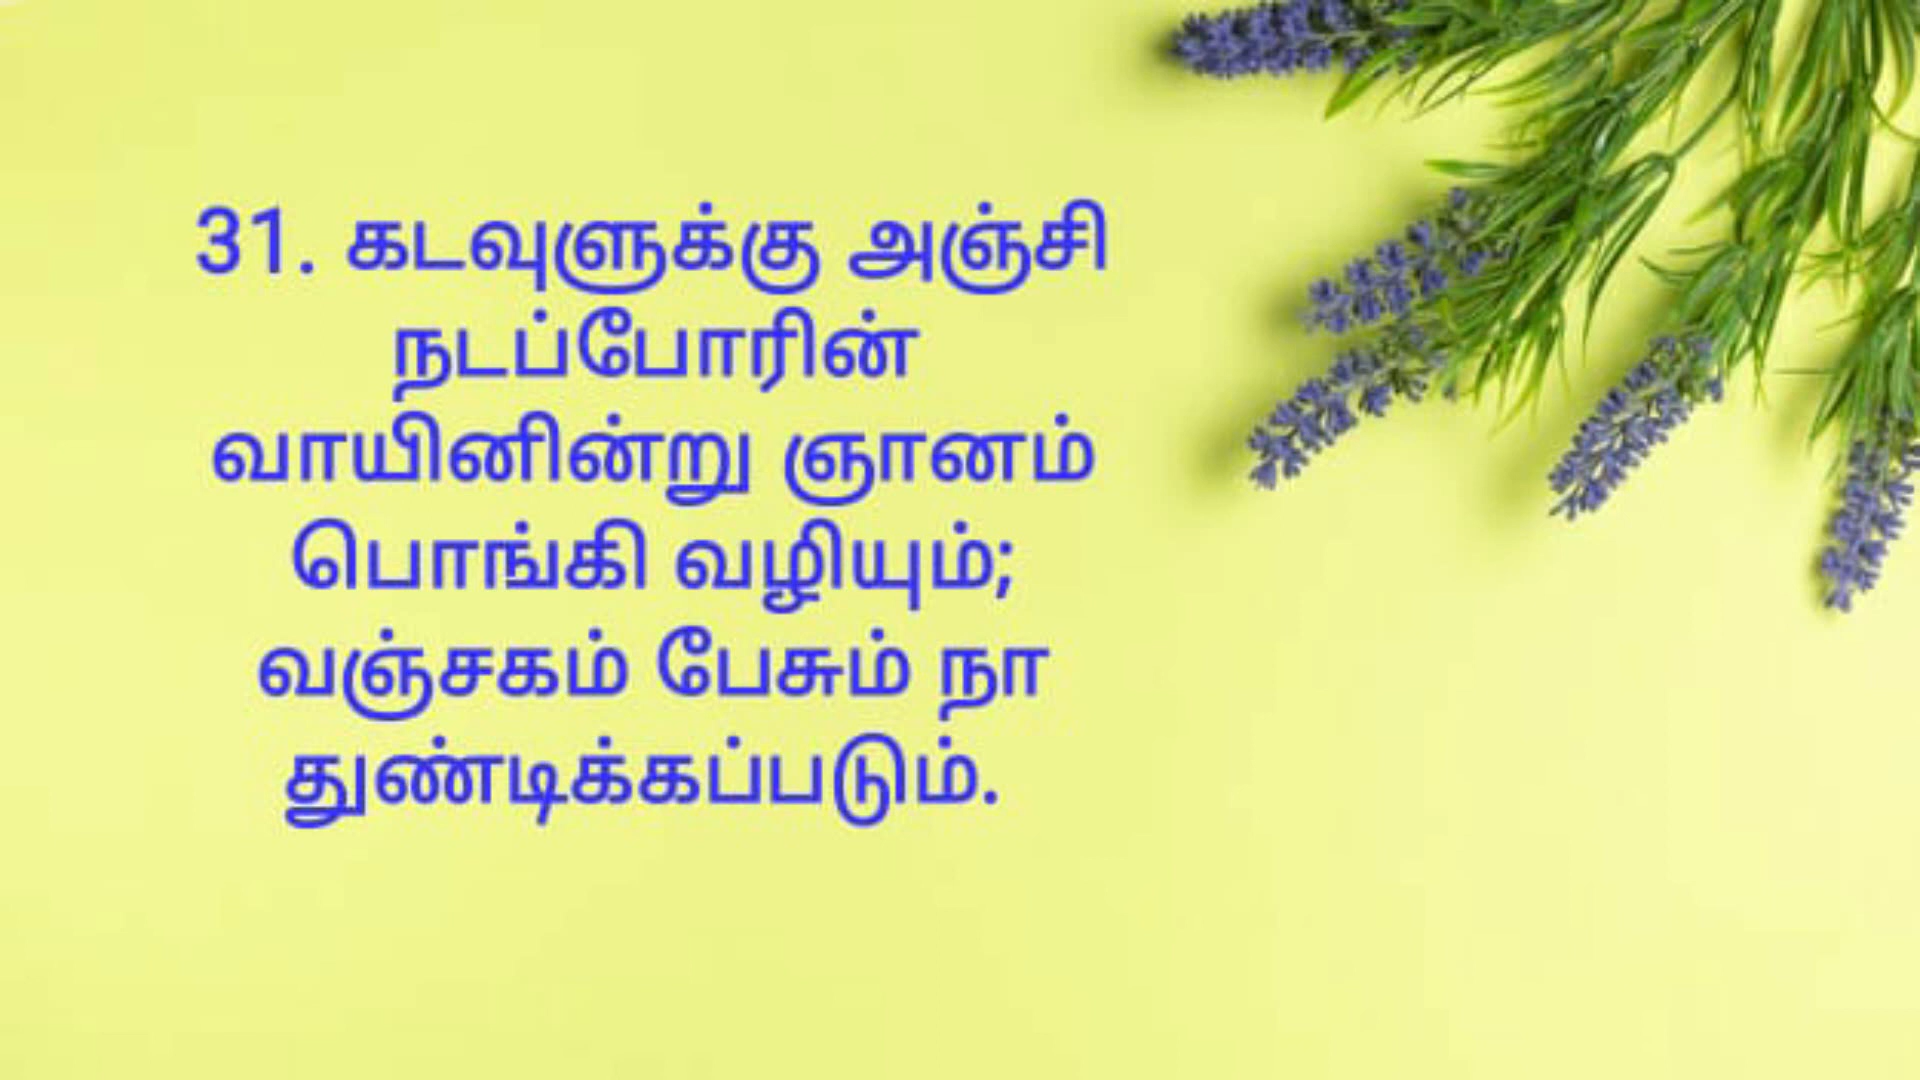 31. கடவுளுக்கு அஞ்சி
நடப்போரின்
வாயினின்று ஞானம்
பொங்கி வழியும்;
வஞ்சகம் பேசும் நா
துண்டிக்கப்படும்.